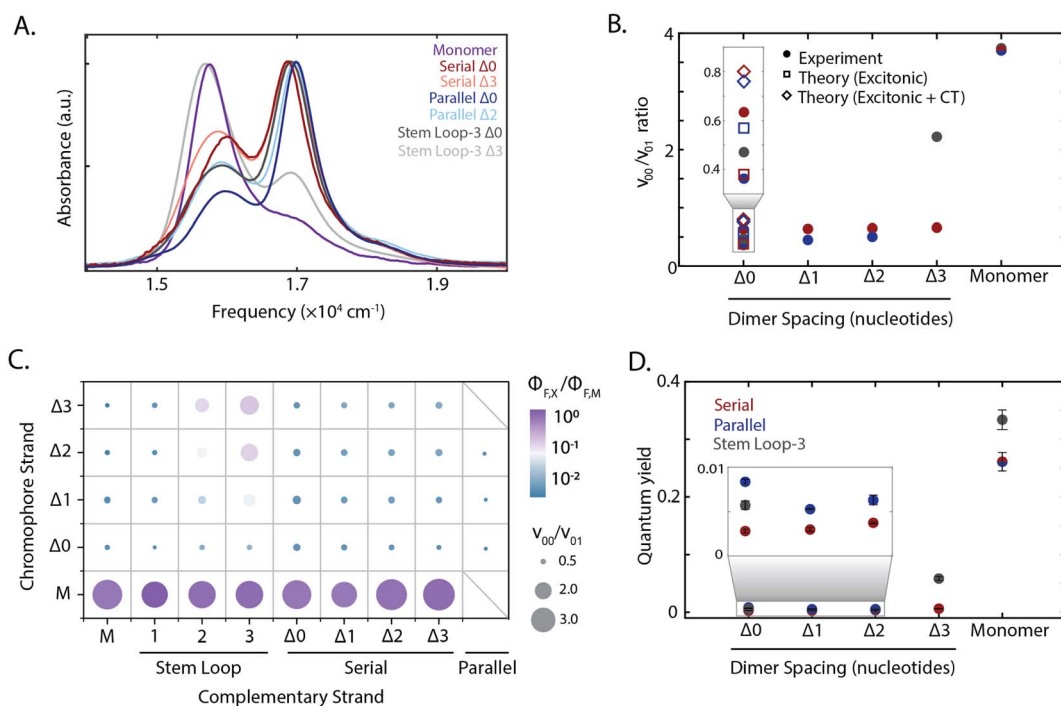 A.
Absorbance (a.u.)
Monomer
Serial Δ0
Serial Δ3
Parallel Δ0
Parallel Δ2
Stem Loop-3 Δ0
Stem Loop-3 Δ3
1.5 1.7 1.9
Frequency (×10⁴ cm⁻¹)
B.
ν₀₀/ν₀₁ ratio
4
2
0
0.8
0.6
0.4
Experiment
Theory (Excitonic)
Theory (Excitonic + CT)
Δ0 Δ1 Δ2 Δ3 Monomer
Dimer Spacing (nucleotides)
C.
Chromophore Strand
Δ3
Δ2
Δ1
Δ0
M
M 1 2 3 Δ0 Δ1 Δ2 Δ3
Stem Loop Serial Parallel
Complementary Strand
ΦF,X/ΦF,M
10⁰
10⁻¹
10⁻²
ν₀₀/ν₀₁
0.5
2.0
3.0
D.
Quantum yield
0.4
0.2
0
Serial
Parallel
Stem Loop-3
0.01
0
Δ0 Δ1 Δ2 Δ3 Monomer
Dimer Spacing (nucleotides)